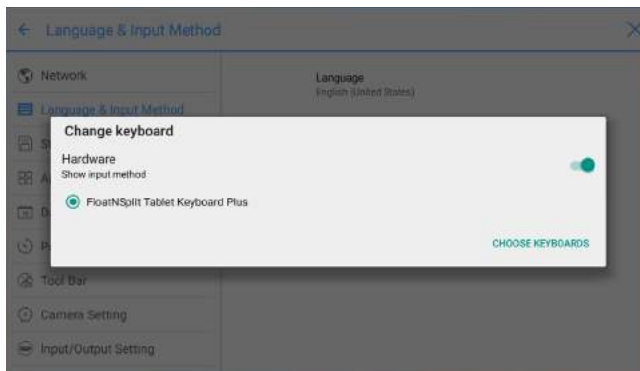 Language & Input Method
Network
Language
English (United States)
Language & Input Method
Change keyboard
Hardware
Show input method
FloatNSplit Tablet Keyboard Plus
CHOOSE KEYBOARDS
Tool Bar
Camera Setting
Input/Output Setting